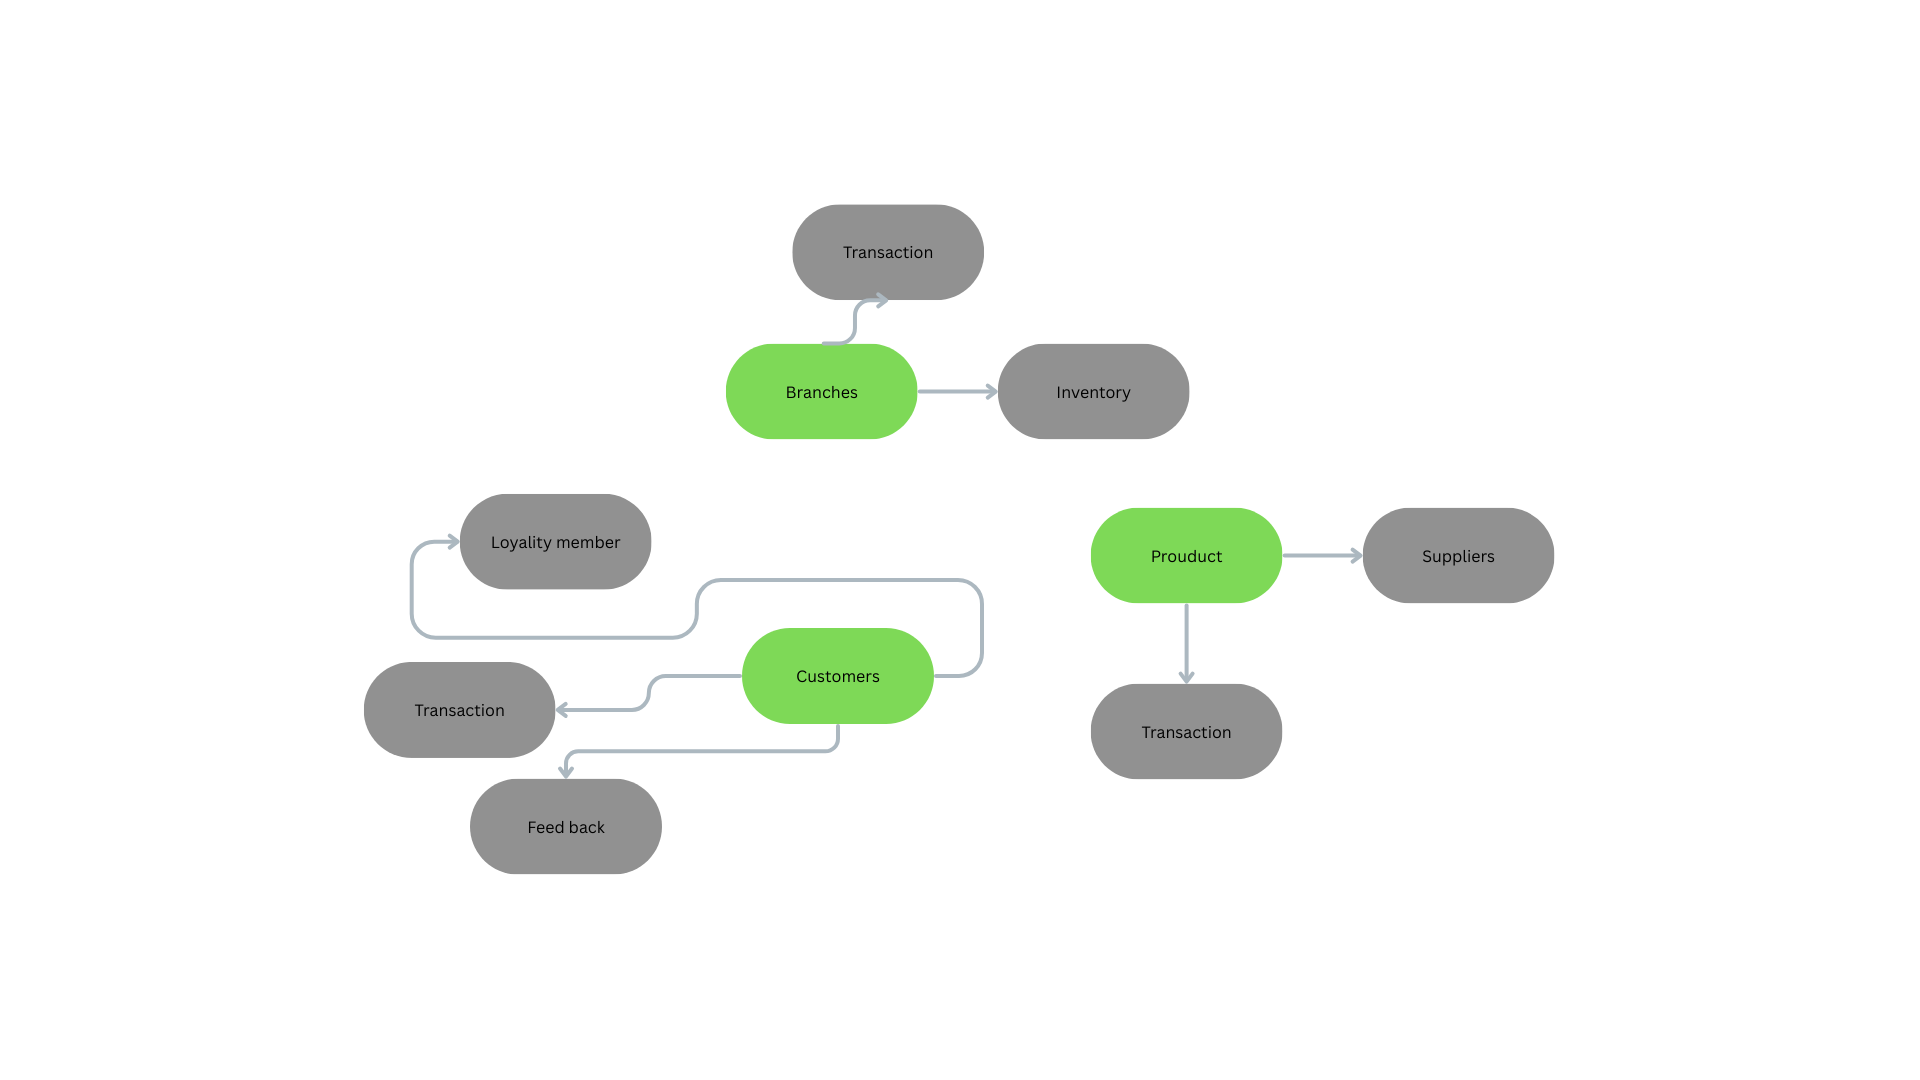 Transaction
Branches
Inventory
Loyality member
Prouduct
Suppliers
Customers
Transaction
Transaction
Feed back